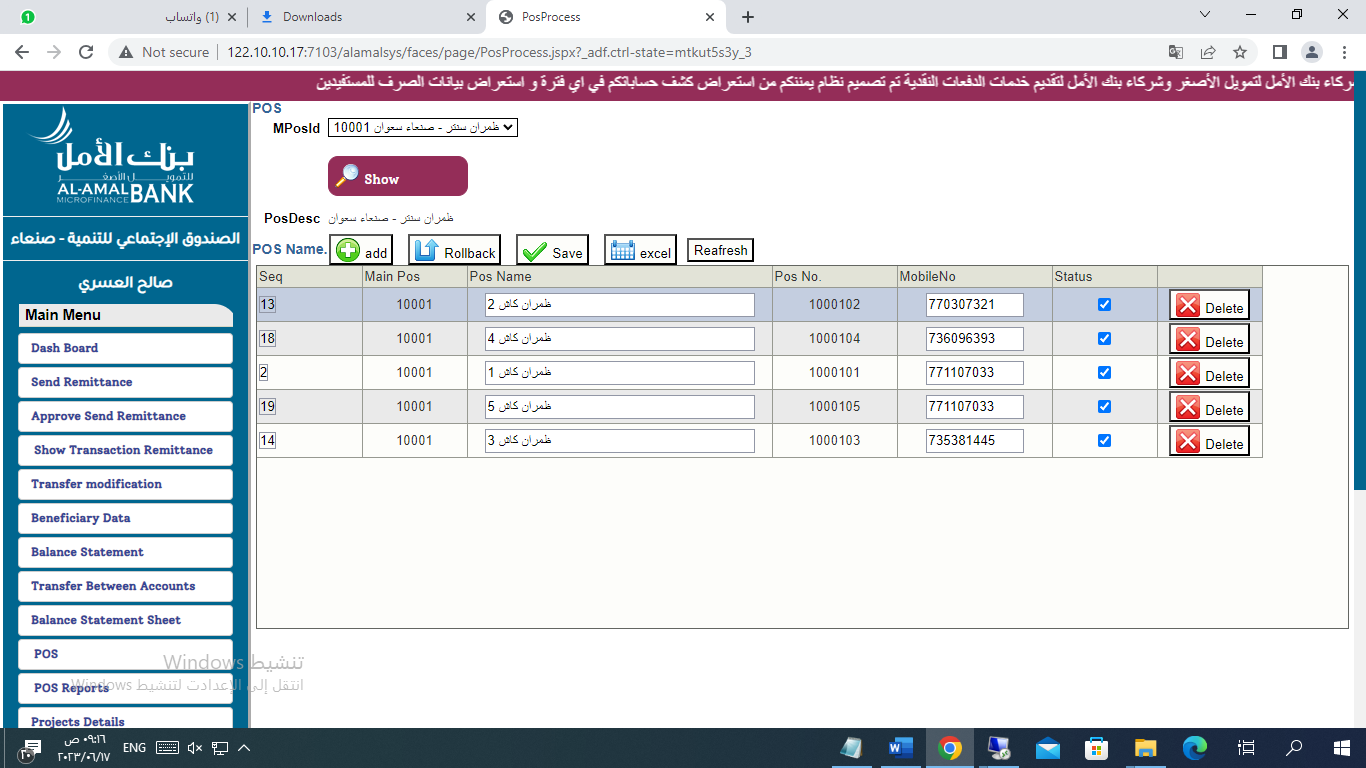 (1) واتساب
Downloads
PosProcess
Not secure
122.10.10.17:7103/alamalsys/faces/page/PosProcess.jspx?_adf.ctrl-state=mtkut5s3y_3
شركاء بنك الأمل لتمويل الأصغر وشركاء بنك الأمل لتقديم خدمات الدفعات النقدية تم تصميم نظام يمننكم من استعراض كشف حساباتكم في اي فترة و استعراض بيانات الصرف للمستفيدين
بنك الأمل
للتمويل الأصغر
AL-AMAL BANK
MICROFINANCE
الصندوق الإجتماعي للتنمية - صنعاء
صالح العسري
Main Menu
Dash Board
Send Remittance
Approve Send Remittance
Show Transaction Remittance
Transfer modification
Beneficiary Data
Balance Statement
Transfer Between Accounts
Balance Statement Sheet
POS
POS Reports
Projects Details
POS
MPosId
10001 ظمران سنتر - صنعاء سعوان
Show
PosDesc ظمران سنتر - صنعاء سعوان
POS Name. add Rollback Save excel Reafresh
Seq Main Pos Pos Name Pos No. MobileNo Status
13 10001 ظمران كاش 2 1000102 770307321 Delete
18 10001 ظمران كاش 4 1000104 736096393 Delete
2 10001 ظمران كاش 1 1000101 771107033 Delete
19 10001 ظمران كاش 5 1000105 771107033 Delete
14 10001 ظمران كاش 3 1000103 735381445 Delete
تنشيط Windows
انتقل إلى الإعدادت لتنشيط Windows
٢٠
٠٩:١٦ ص
٢٠٢٣/٠٦/١٧
ENG